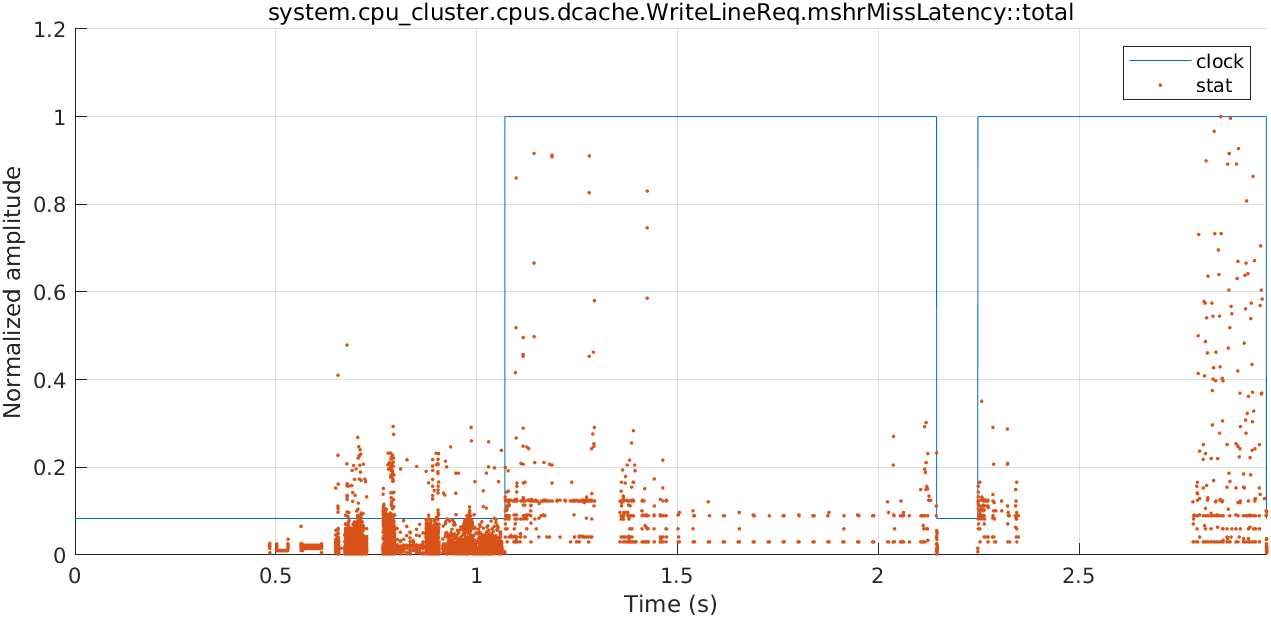 system.cpu_cluster.cpus.dcache.WriteLineReq.mshrMissLatency::total
Normalized amplitude
1.2
1
0.8
0.6
0.4
0.2
0
clock
stat
0 0.5 1 1.5 2 2.5
Time (s)